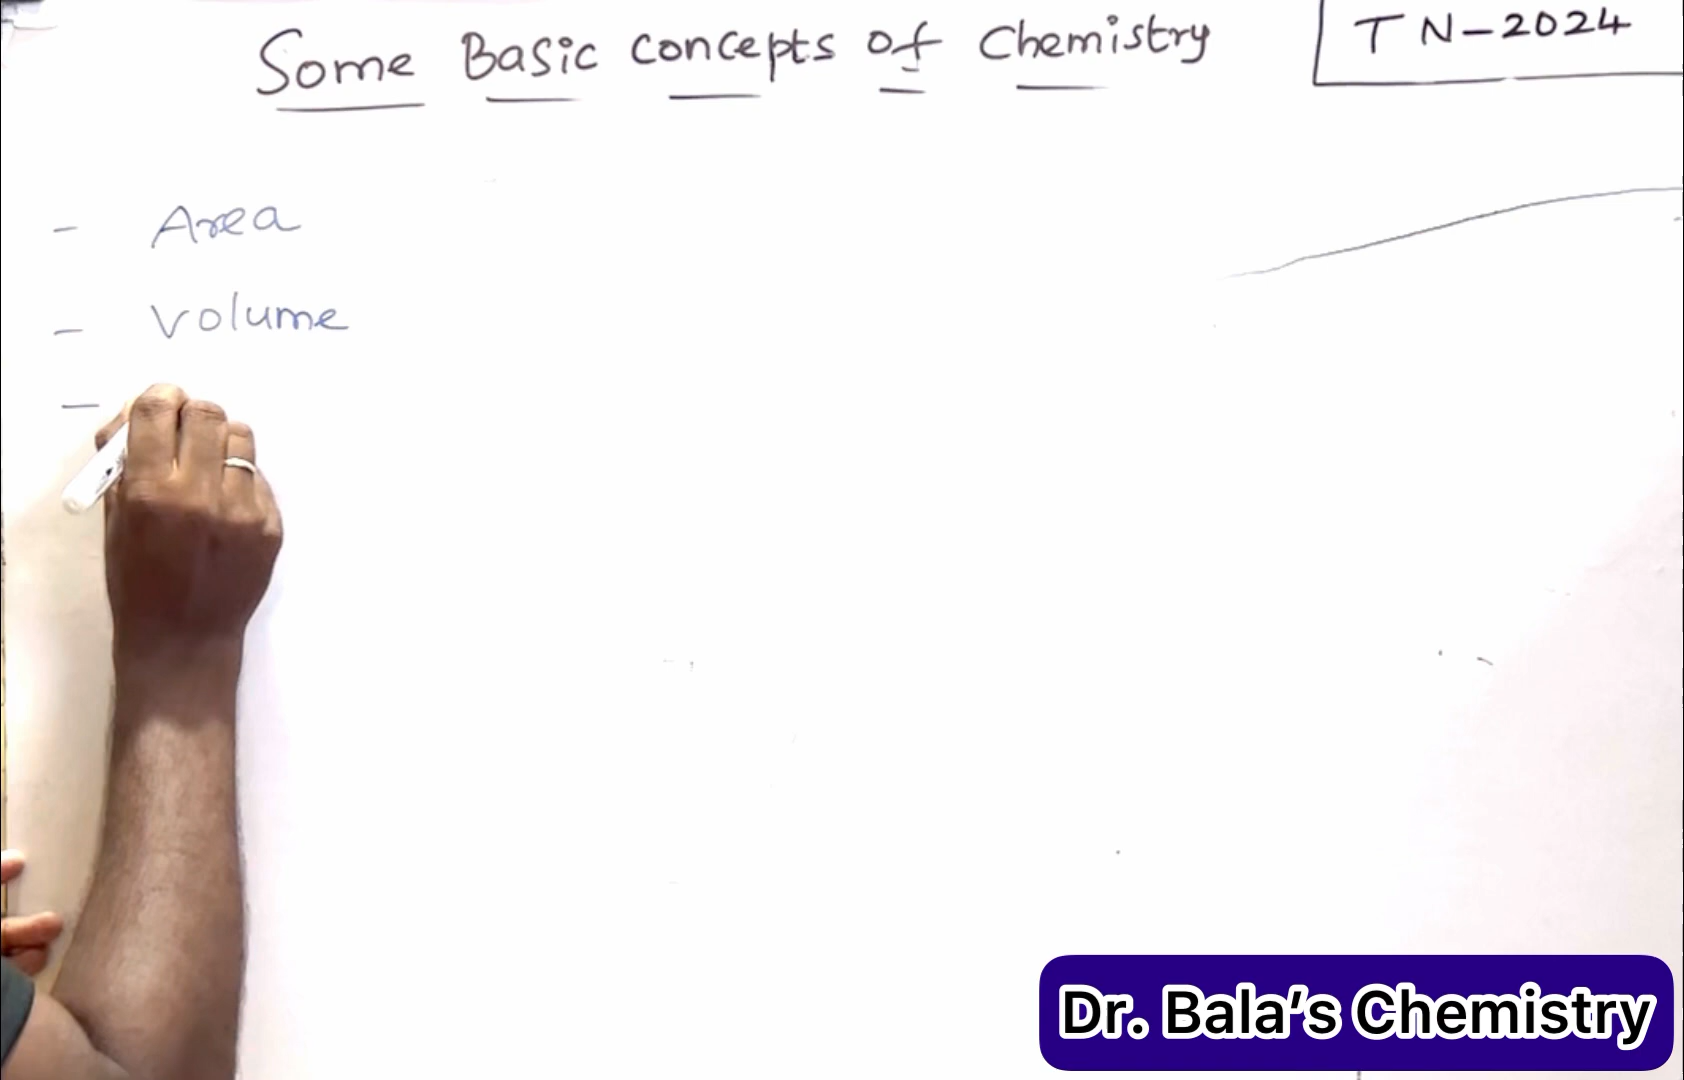 Some Basic concepts of Chemistry
TN-2024
- Area
- Volume
-
Dr. Bala's Chemistry